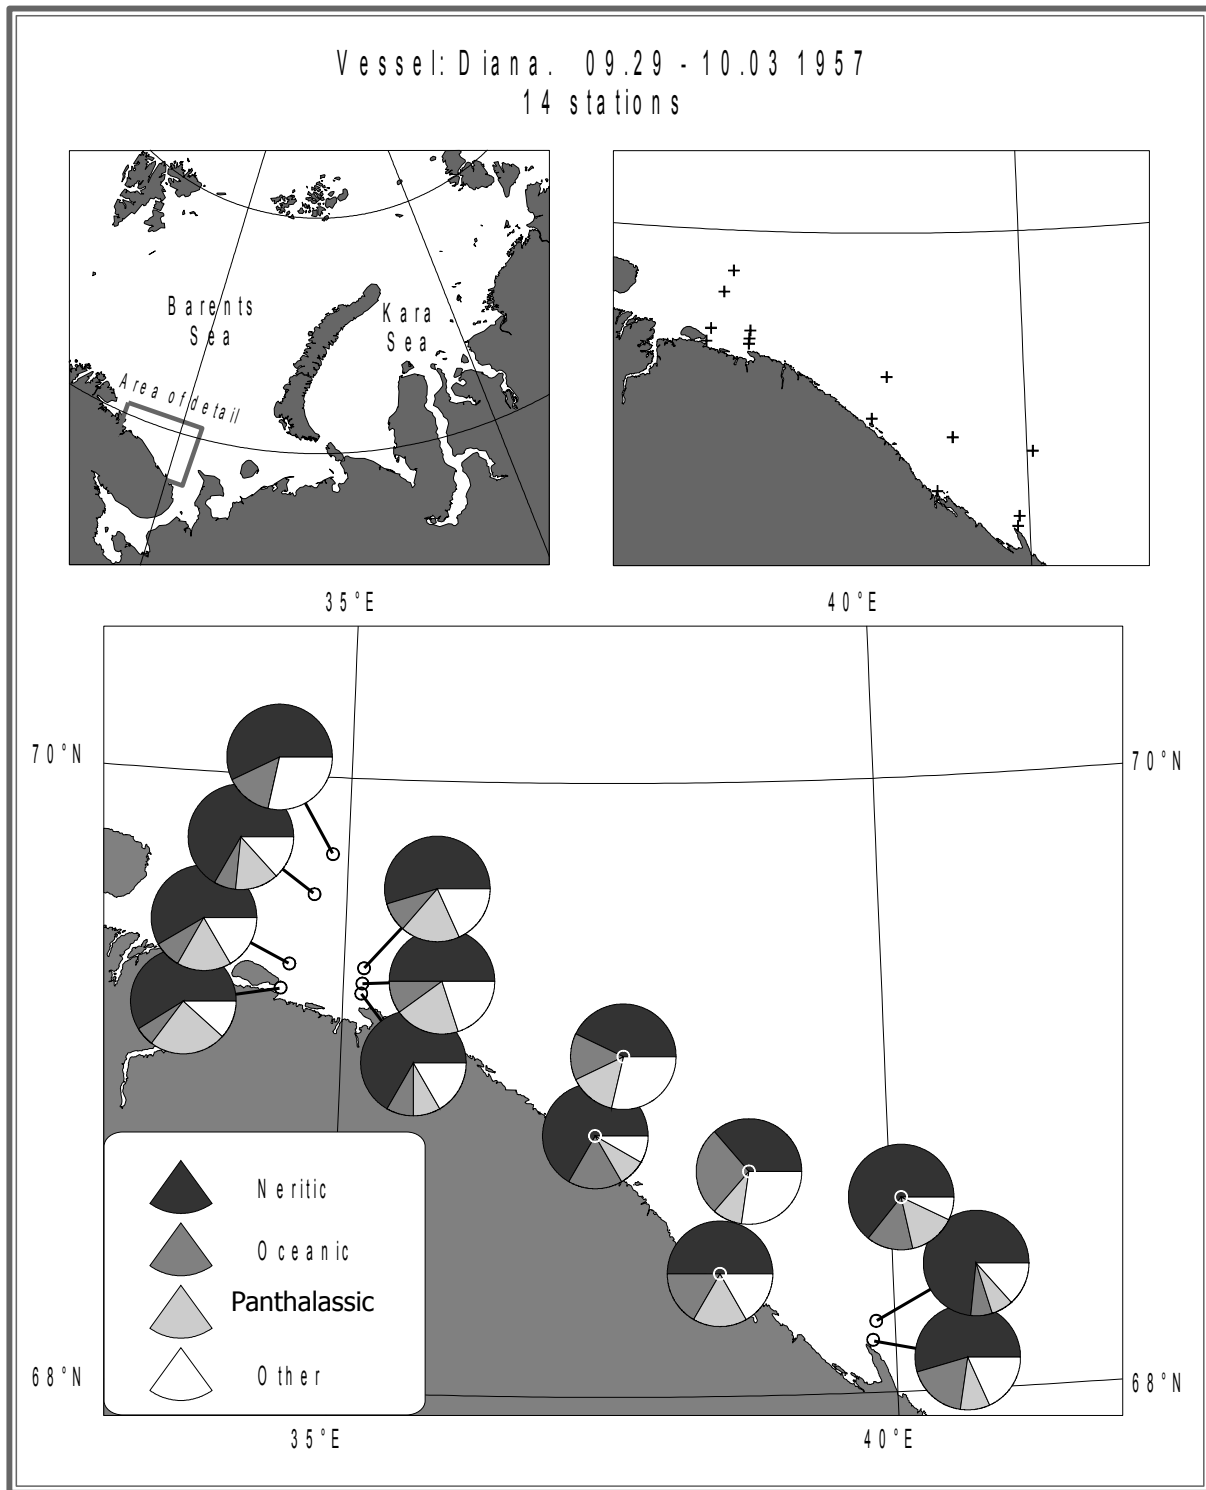 Vessel: Diana. 09.29 - 10.03 1957
14 stations
Barents
Sea
Kara
Sea
Area of detail
35°E
40°E
70°N
70°N
Neritic
Oceanic
Panthalassic
Other
68°N
68°N
35°E
40°E